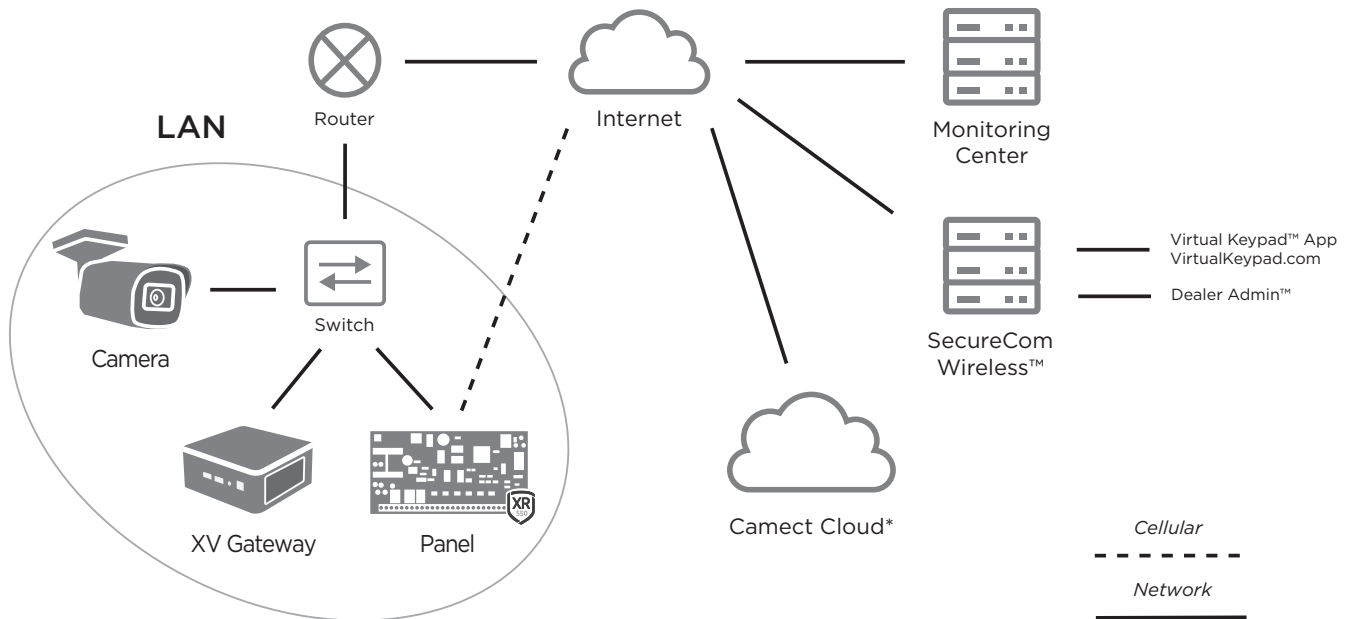 Router
Internet
LAN
Monitoring
Center
Switch
Camera
Virtual Keypad™ App
VirtualKeypad.com
Dealer Admin™
SecureCom
Wireless™
XR
550
XV Gateway
Panel
Camect Cloud*
Cellular
Network